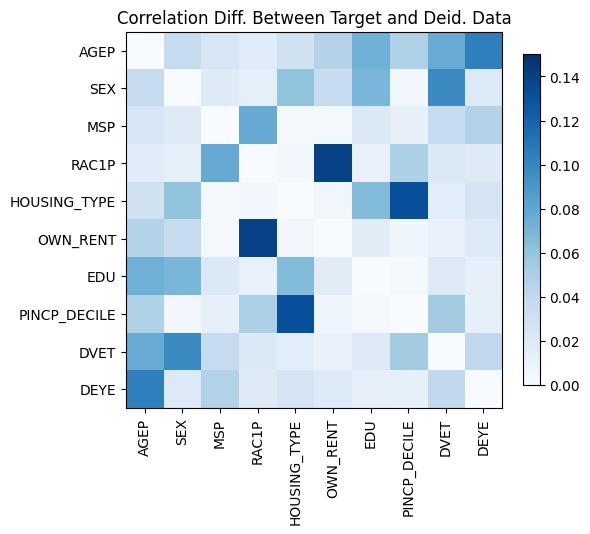 Correlation Diff. Between Target and Deid. Data
AGEP
SEX
MSP
RAC1P
HOUSING_TYPE
OWN_RENT
EDU
PINCP_DECILE
DVET
DEYE
AGEP
SEX
MSP
RAC1P
HOUSING_TYPE
OWN_RENT
EDU
PINCP_DECILE
DVET
DEYE
0.14
0.12
0.10
0.08
0.06
0.04
0.02
0.00